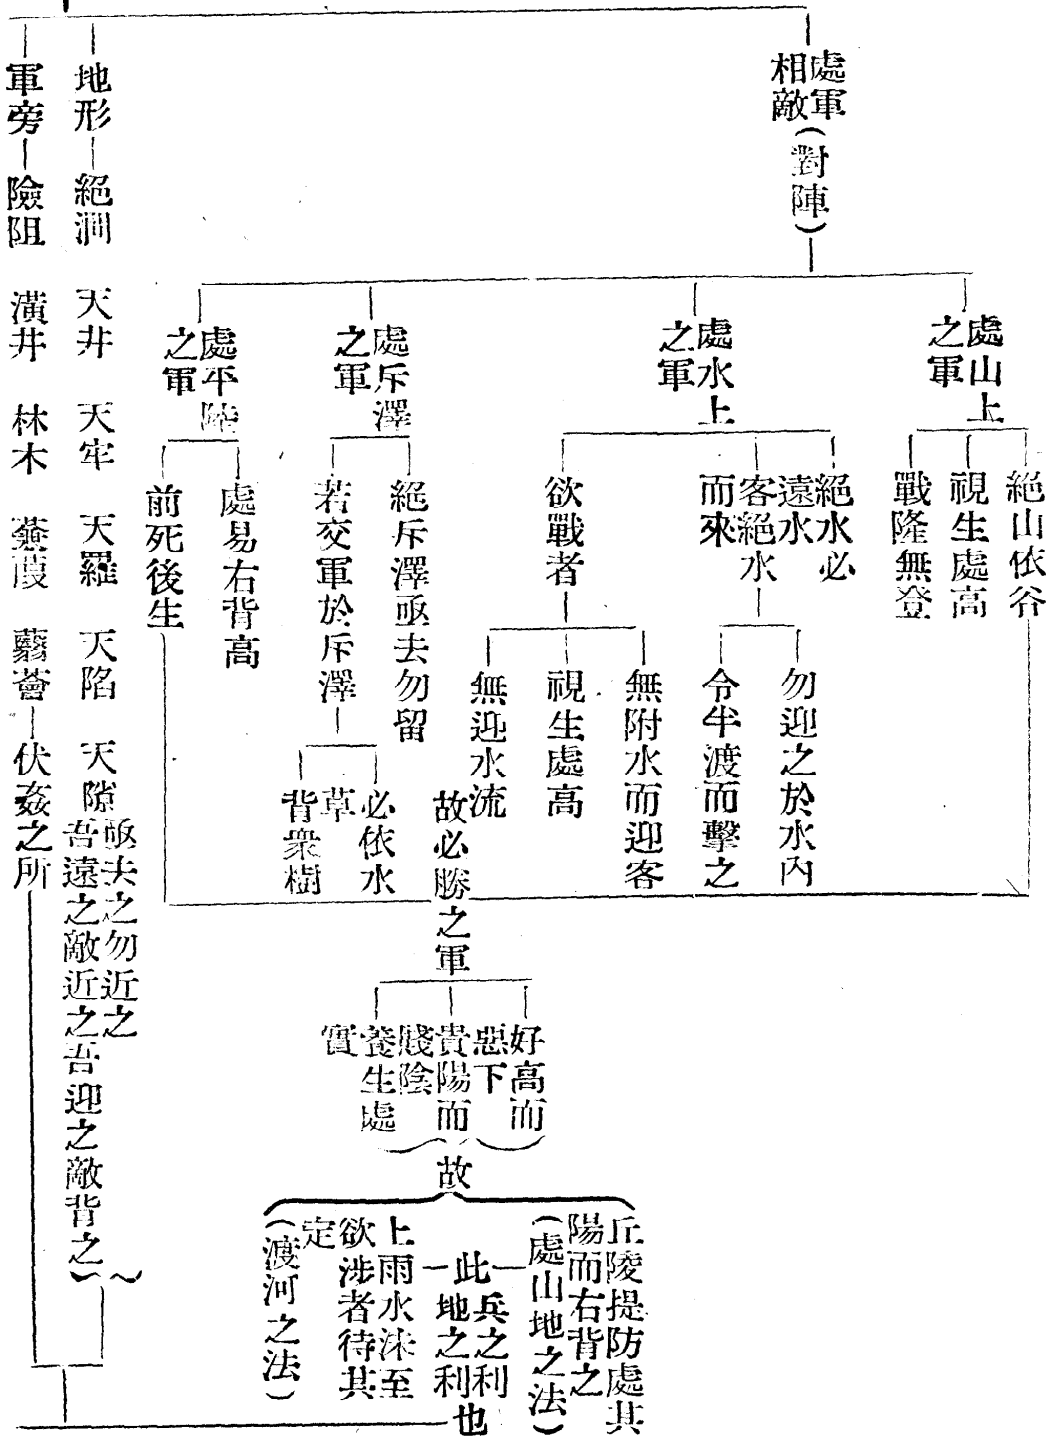 處軍
相敵
(對陣)
處山上
之軍
絕山依谷
視生處高
戰隆無登
處水上
之軍
絕水必
遠水
客絕水
而來
勿迎之於水內
令半渡而擊之
欲戰者
無附水而迎客
視生處高
無迎水流
處斥澤
之軍
絕斥澤亟去勿留
若交軍於斥澤
必依水
草
背衆樹
處平陸
之軍
處易右背高
前死後生
故必勝之軍
好高而
惡下
貴陽而
賤陰
養生處
實
故
丘陵提防處其
陽而右背之
(處山地之法)
此兵之利
地之利也
上雨水沫至
欲涉者待其
定
(渡河之法)
地形
絕澗 天井 天牢 天羅 天陷 天隙
亟去之勿近之
吾遠之敵近之吾迎之敵背之
軍旁
險阻 潢井 林木 蒹葭 蘙薈
伏姦之所